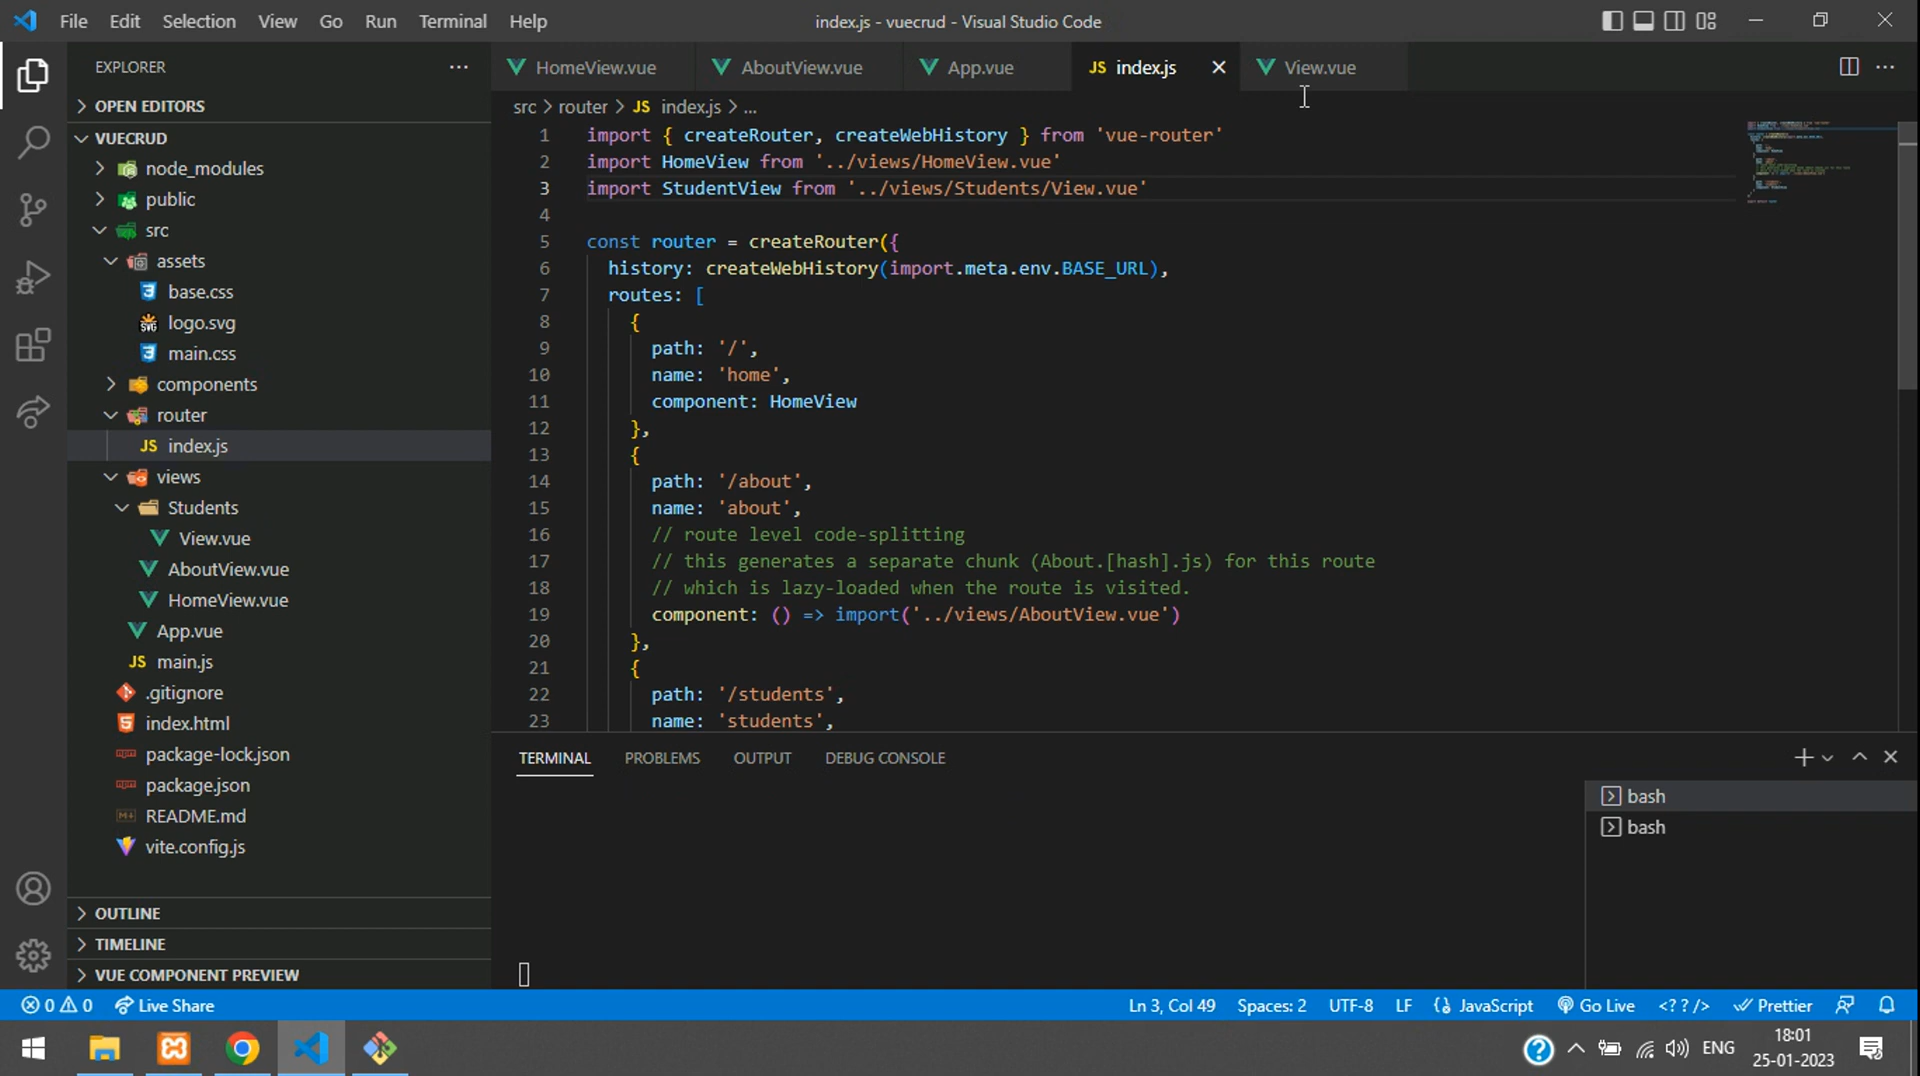 File Edit Selection View Go Run Terminal Help
index.js - vuecrud - Visual Studio Code
EXPLORER
OPEN EDITORS
VUECRUD
node_modules
public
src
assets
base.css
logo.svg
main.css
components
router
JS index.js
views
Students
View.vue
AboutView.vue
HomeView.vue
App.vue
JS main.js
.gitignore
index.html
package-lock.json
package.json
README.md
vite.config.js
OUTLINE
TIMELINE
VUE COMPONENT PREVIEW
HomeView.vue AboutView.vue App.vue JS index.js View.vue
src > router > JS index.js > ...
1 import { createRouter, createWebHistory } from 'vue-router'
2 import HomeView from '../views/HomeView.vue'
3 import StudentView from '../views/Students/View.vue'
4
5 const router = createRouter({
6 history: createWebHistory(import.meta.env.BASE_URL),
7 routes: [
8 {
9 path: '/',
10 name: 'home',
11 component: HomeView
12 },
13 {
14 path: '/about',
15 name: 'about',
16 // route level code-splitting
17 // this generates a separate chunk (About.[hash].js) for this route
18 // which is lazy-loaded when the route is visited.
19 component: () => import('../views/AboutView.vue')
20 },
21 {
22 path: '/students',
23 name: 'students',
TERMINAL PROBLEMS OUTPUT DEBUG CONSOLE
bash
bash
0 0 Live Share
Ln 3, Col 49 Spaces: 2 UTF-8 LF {} JavaScript Go Live <??/> Prettier
ENG
18:01
25-01-2023